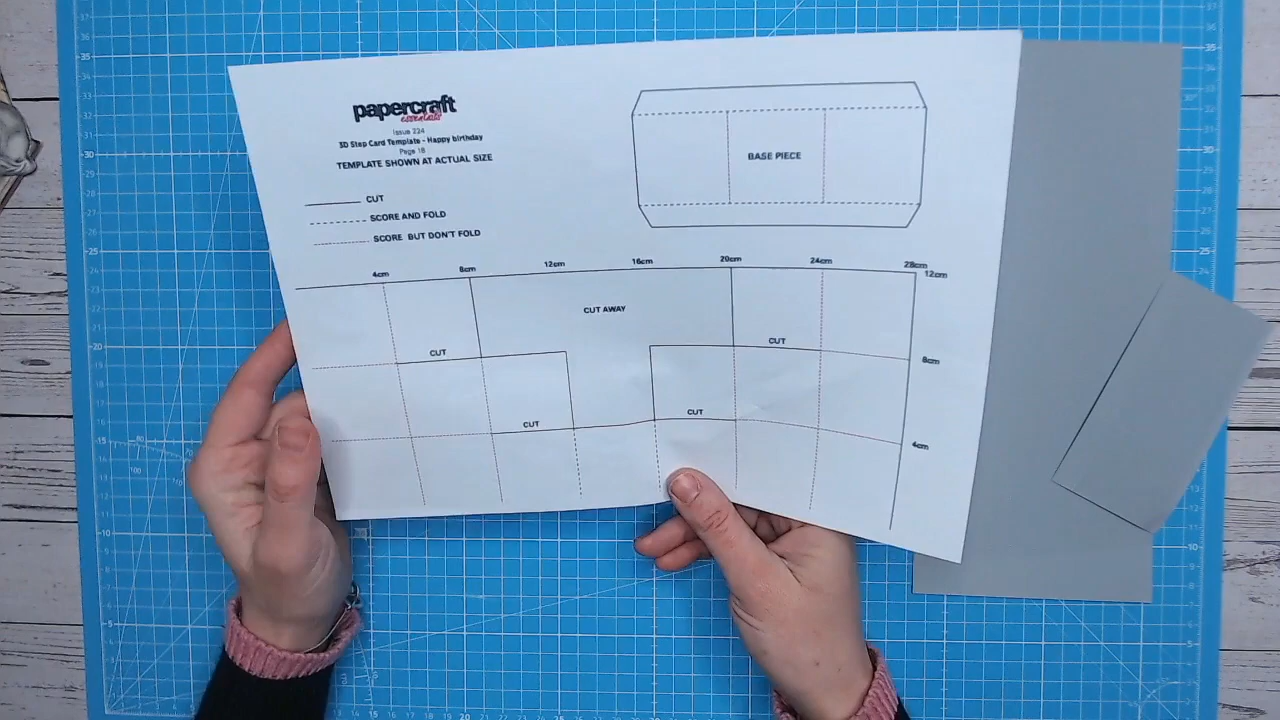 papercraft
essentials
Issue 224
3D Step Card Template - Happy birthday
Page 18
TEMPLATE SHOWN AT ACTUAL SIZE
CUT
SCORE AND FOLD
SCORE BUT DON'T FOLD
BASE PIECE
4cm 8cm 12cm 16cm 20cm 24cm 28cm
12cm
CUT AWAY
CUT CUT
8cm
CUT CUT
4cm